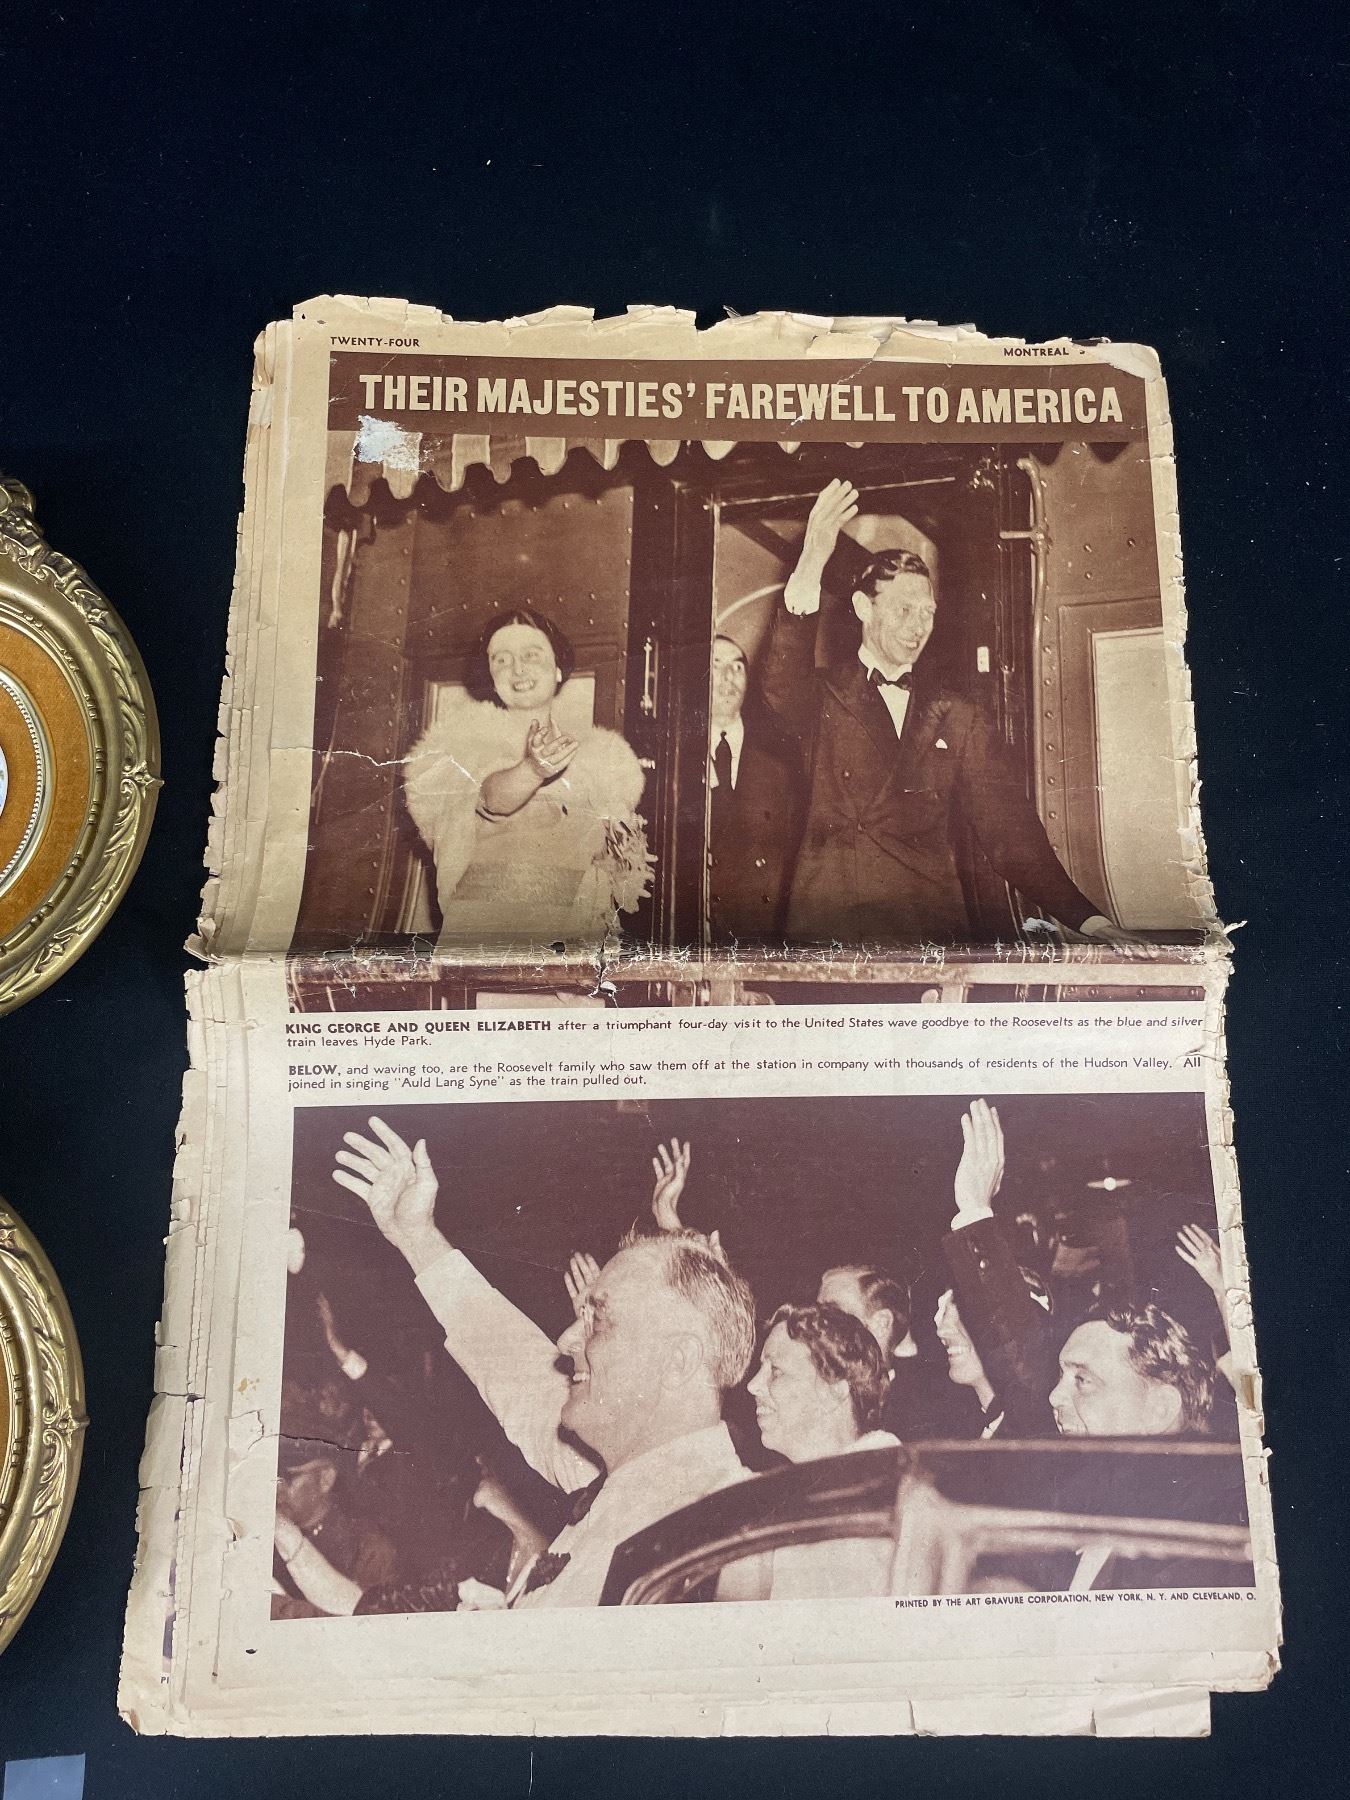 TWENTY-FOUR
MONTREAL
THEIR MAJESTIES' FAREWELL TO AMERICA
KING GEORGE AND QUEEN ELIZABETH after a triumphant four-day visit to the United States wave goodbye to the Roosevelts as the blue and silver
train leaves Hyde Park.
BELOW, and waving too, are the Roosevelt family who saw them off at the station in company with thousands of residents of the Hudson Valley. All
joined in singing "Auld Lang Syne" as the train pulled out.
PRINTED BY THE ART GRAVURE CORPORATION, NEW YORK, N. Y. AND CLEVELAND, O.